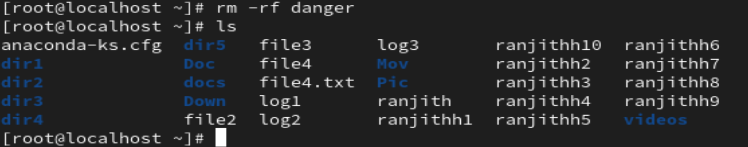 [root@localhost ~]# rm -rf danger
[root@localhost ~]# ls
anaconda-ks.cfg  dir5   file3      log3       ranjithh10  ranjithh6
dir1             Doc    file4      Mov        ranjithh2   ranjithh7
dir2             docs   file4.txt  Pic        ranjithh3   ranjithh8
dir3             Down   log1       ranjith    ranjithh4   ranjithh9
dir4             file2  log2       ranjithh1  ranjithh5   videos
[root@localhost ~]#